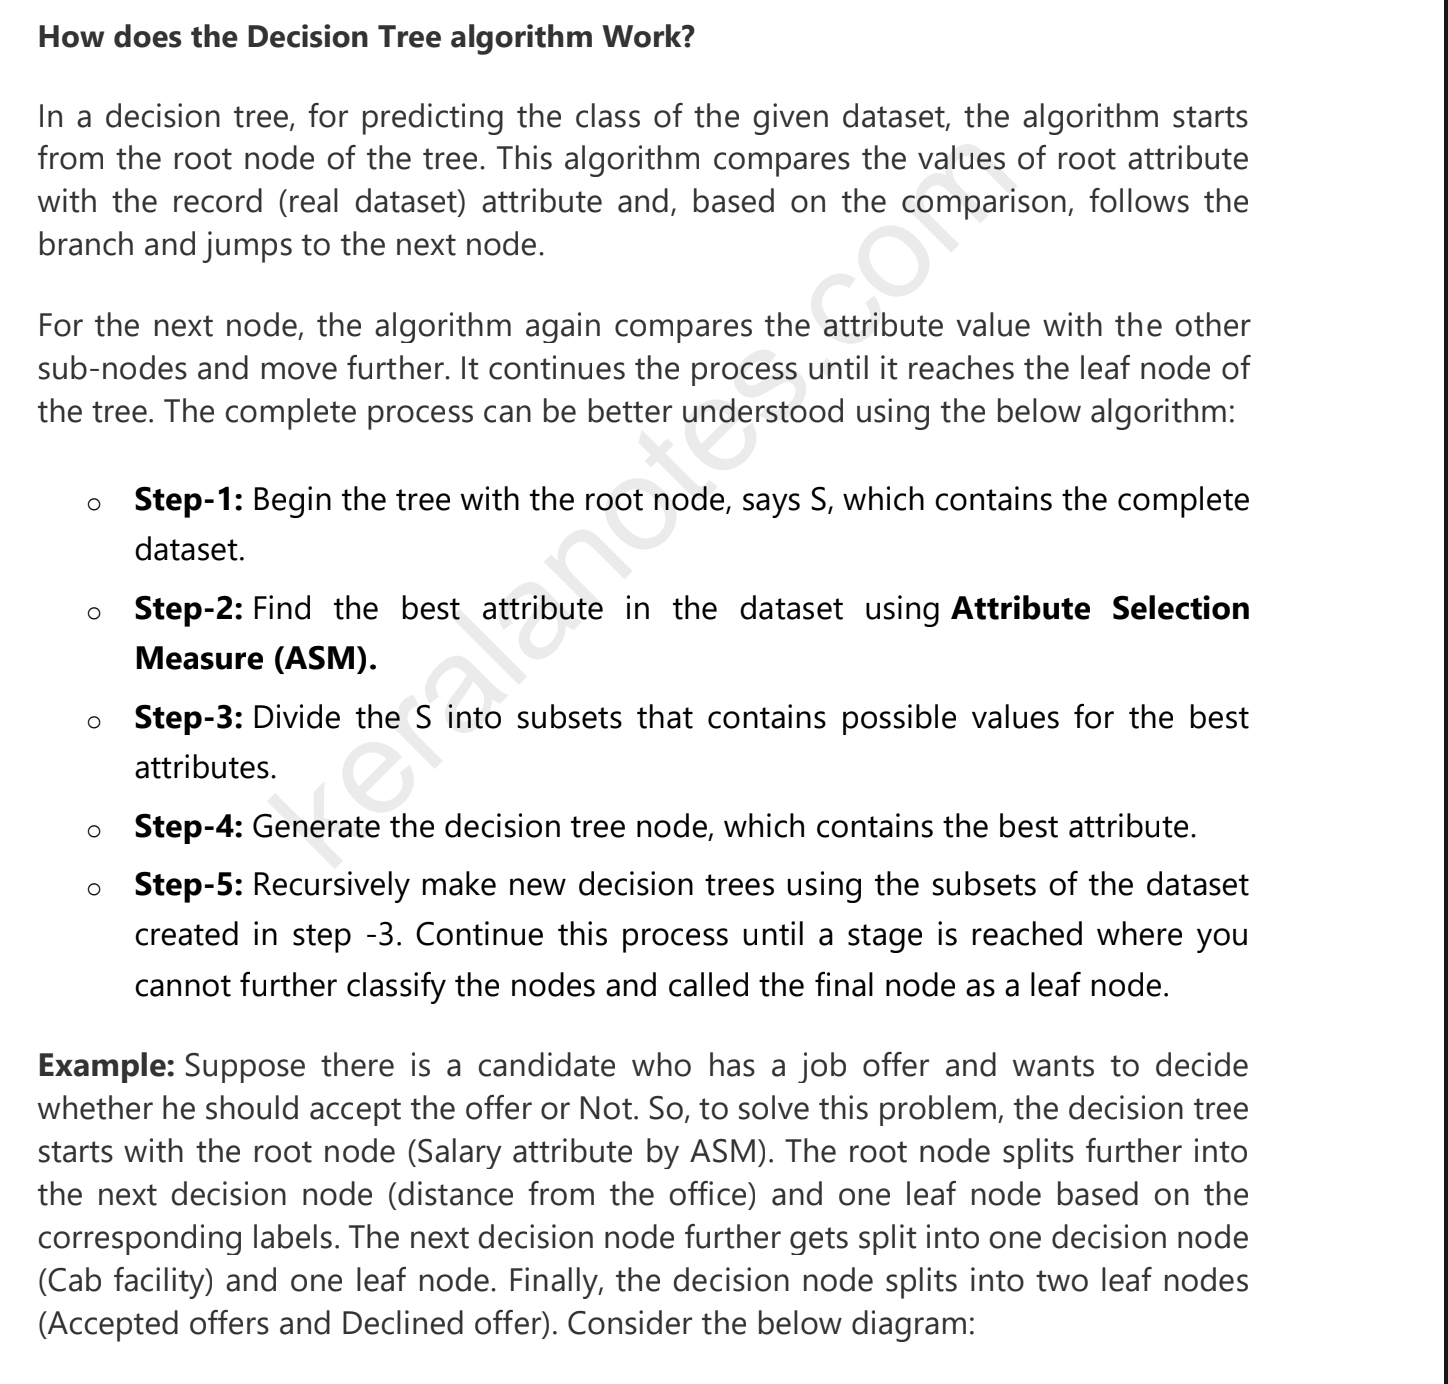 How does the Decision Tree algorithm Work?
In a decision tree, for predicting the class of the given dataset, the algorithm starts
from the root node of the tree. This algorithm compares the values of root attribute
with the record (real dataset) attribute and, based on the comparison, follows the
branch and jumps to the next node.
For the next node, the algorithm again compares the attribute value with the other
sub-nodes and move further. It continues the process until it reaches the leaf node of
the tree. The complete process can be better understood using the below algorithm:
o Step-1: Begin the tree with the root node, says S, which contains the complete
dataset.
o Step-2: Find the best attribute in the dataset using Attribute Selection
Measure (ASM).
o Step-3: Divide the S into subsets that contains possible values for the best
attributes.
o Step-4: Generate the decision tree node, which contains the best attribute.
o Step-5: Recursively make new decision trees using the subsets of the dataset
created in step -3. Continue this process until a stage is reached where you
cannot further classify the nodes and called the final node as a leaf node.
Example: Suppose there is a candidate who has a job offer and wants to decide
whether he should accept the offer or Not. So, to solve this problem, the decision tree
starts with the root node (Salary attribute by ASM). The root node splits further into
the next decision node (distance from the office) and one leaf node based on the
corresponding labels. The next decision node further gets split into one decision node
(Cab facility) and one leaf node. Finally, the decision node splits into two leaf nodes
(Accepted offers and Declined offer). Consider the below diagram:
keralanotes.com